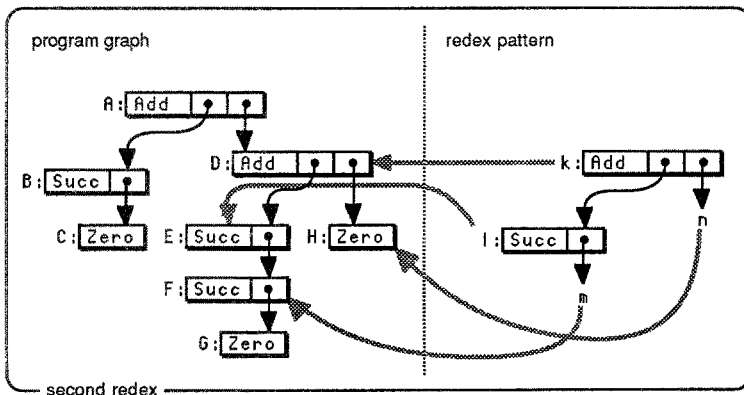 program graph
redex pattern
A: Add
D: Add
k: Add
B: Succ
n
C: Zero
E: Succ
H: Zero
l: Succ
F: Succ
m
G: Zero
second redex